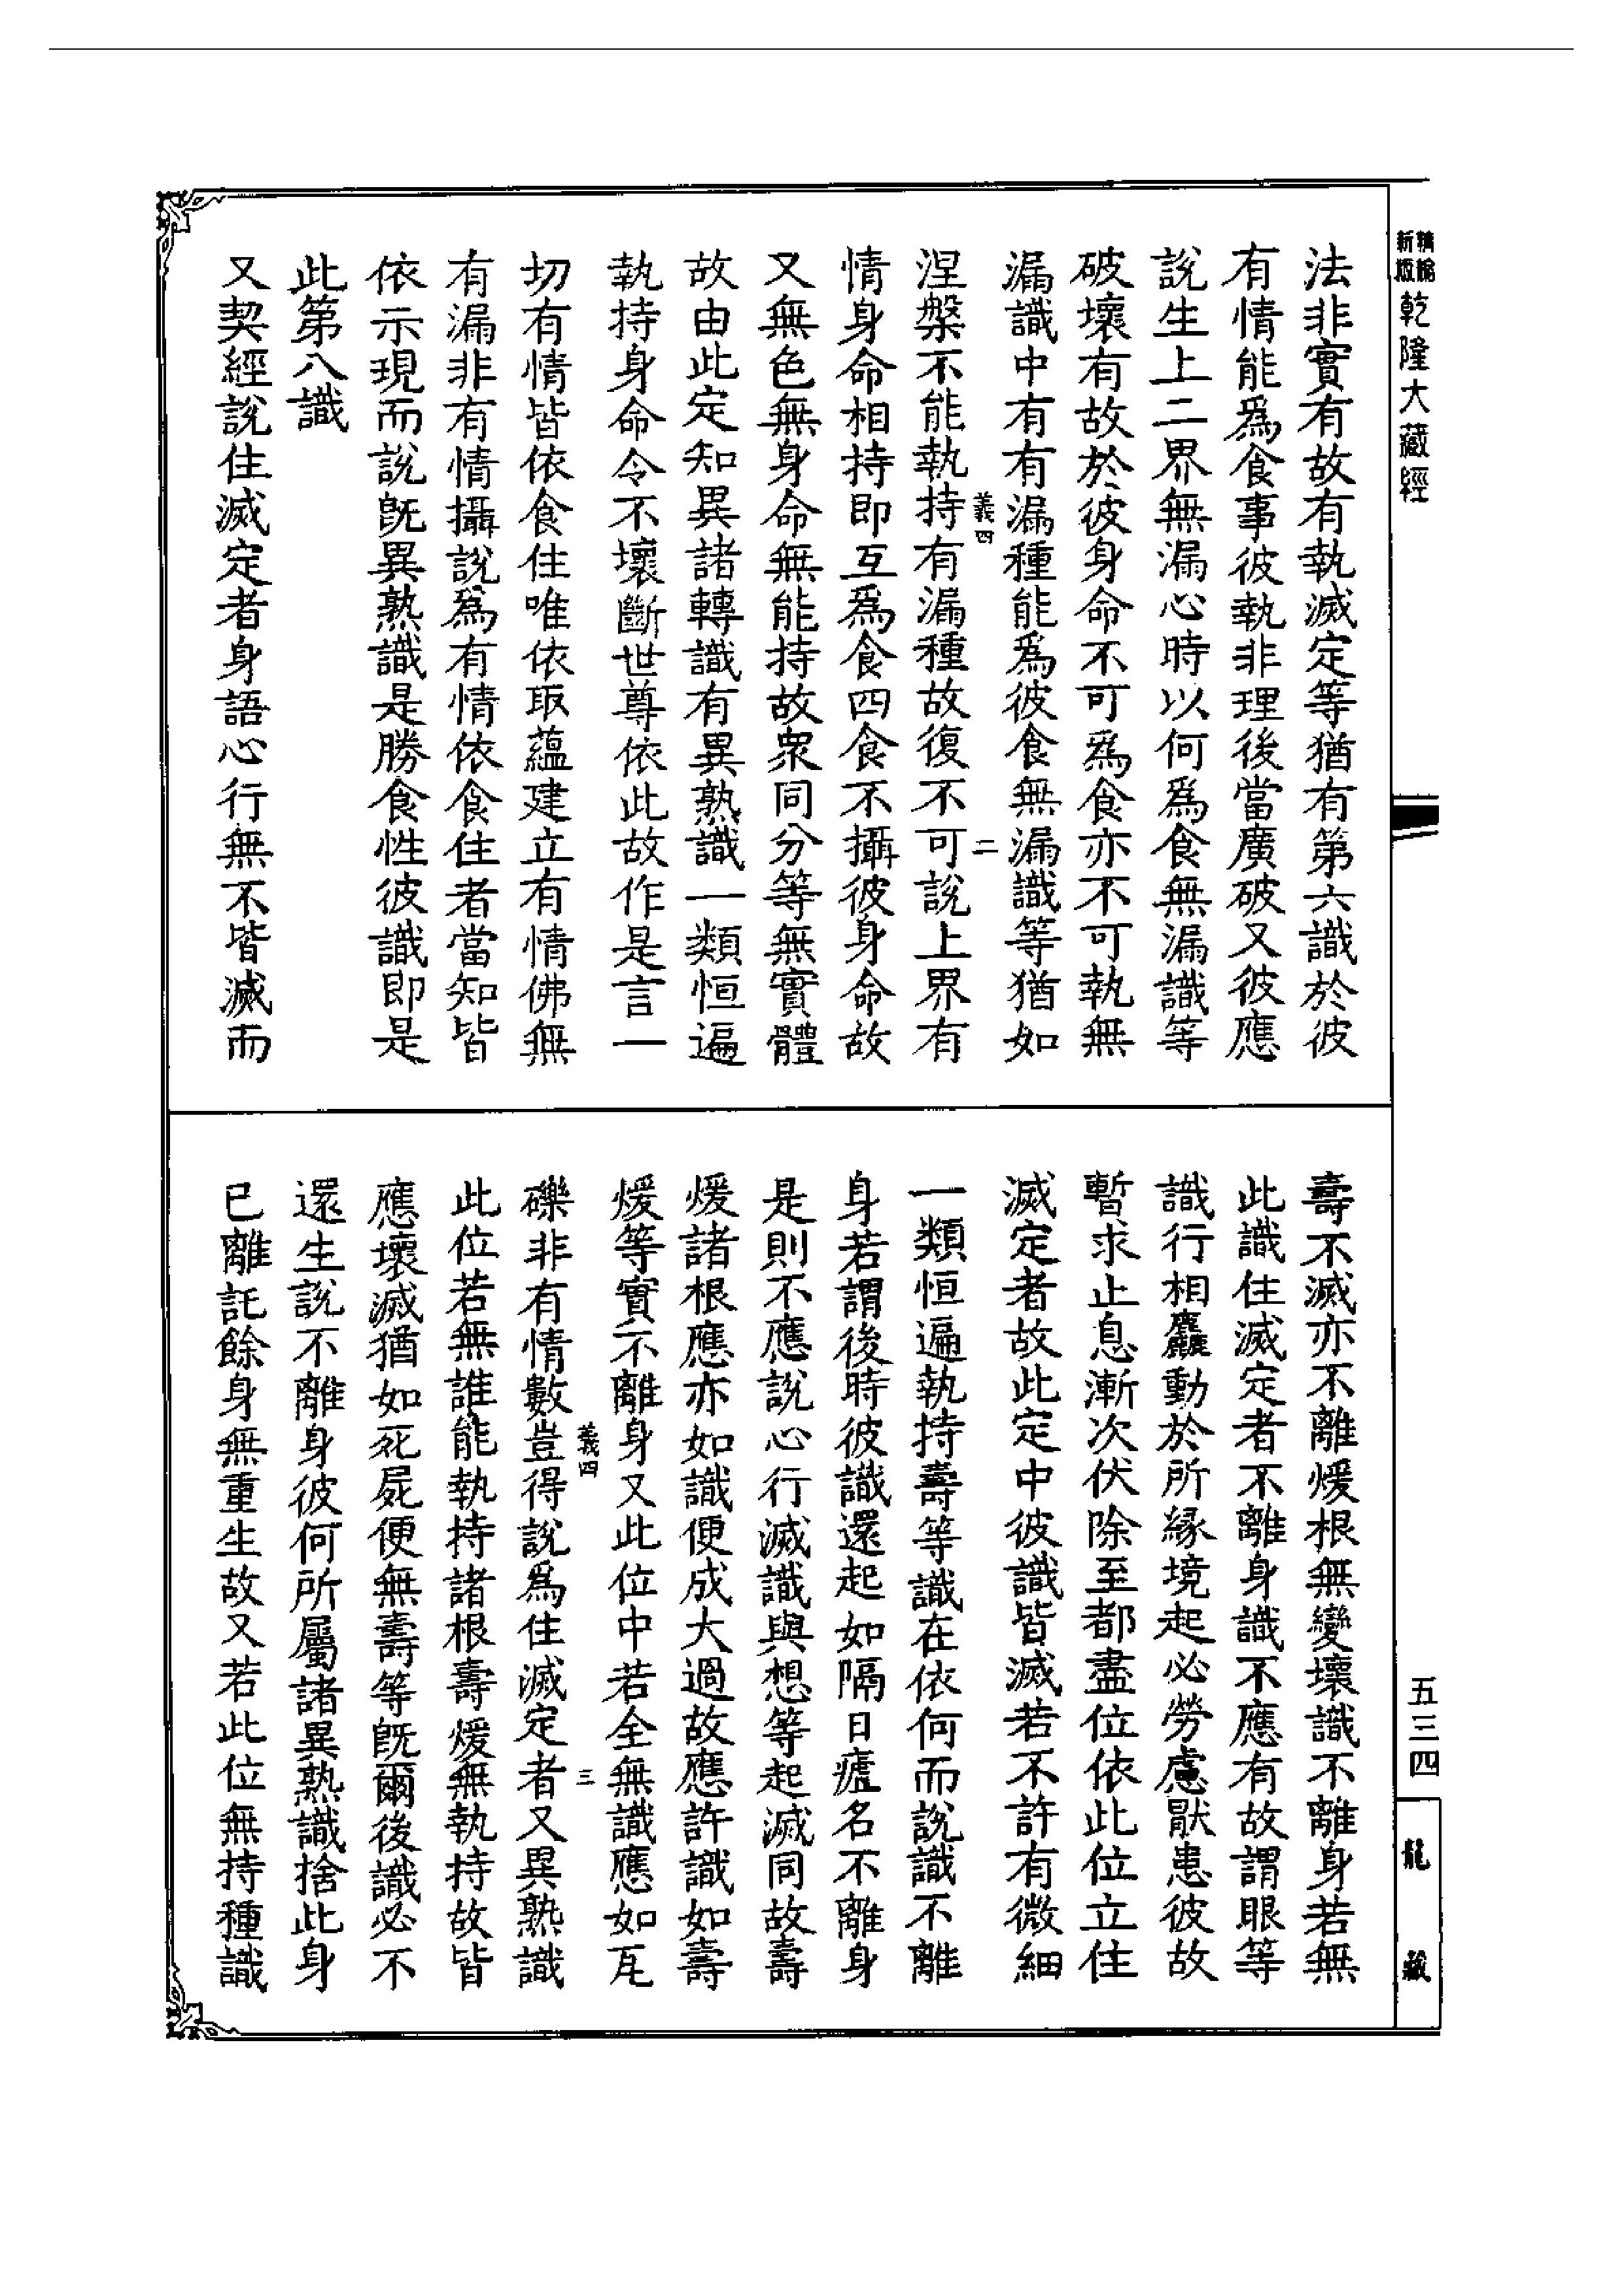 新版精縮乾隆大藏經
法非實有故有執滅定等猶有第六識於彼
有情能為食事彼執非理後當廣破又彼應
說生上二界無漏心時以何為食無漏識等
破壞有故於彼身命不可為食亦不可執無
漏識中有有漏種能為彼食無漏識等猶如
義四
二
涅槃不能執持有漏種故復不可說上界有
情身命相持即互為食四食不攝彼身命故
又無色無身命無能持故眾同分等無實體
故由此定知異諸轉識有異熟識一類恒遍
執持身命令不壞斷世尊依此故作是言一
切有情皆依食住唯依取蘊建立有情佛無
有漏非有情攝說為有情依食住者當知皆
依示現而說既異熟識是勝食性彼識即是
此第八識
又契經說住滅定者身語心行無不皆滅而
五三四
龍藏
壽不滅亦不離煖根無變壞識不離身若無
此識住滅定者不離身識不應有故謂眼等
識行相麤動於所緣境起必勞慮厭患彼故
暫求止息漸次伏除至都盡位依此位立住
滅定者故此定中彼識皆滅若不許有微細
一類恒遍執持壽等識在依何而說識不離
身若謂後時彼識還起如隔日瘧名不離身
是則不應說心行滅識與想等起滅同故壽
煖諸根應亦如識便成大過故應許識如壽
煖等實不離身又此位中若全無識應如瓦
義四
三
礫非有情數豈得說為住滅定者又異熟識
此位若無誰能執持諸根壽煖無執持故皆
應壞滅猶如死屍便無壽等既爾後識必不
還生說不離身彼何所屬諸異熟識捨此身
已離託餘身無重生故又若此位無持種識